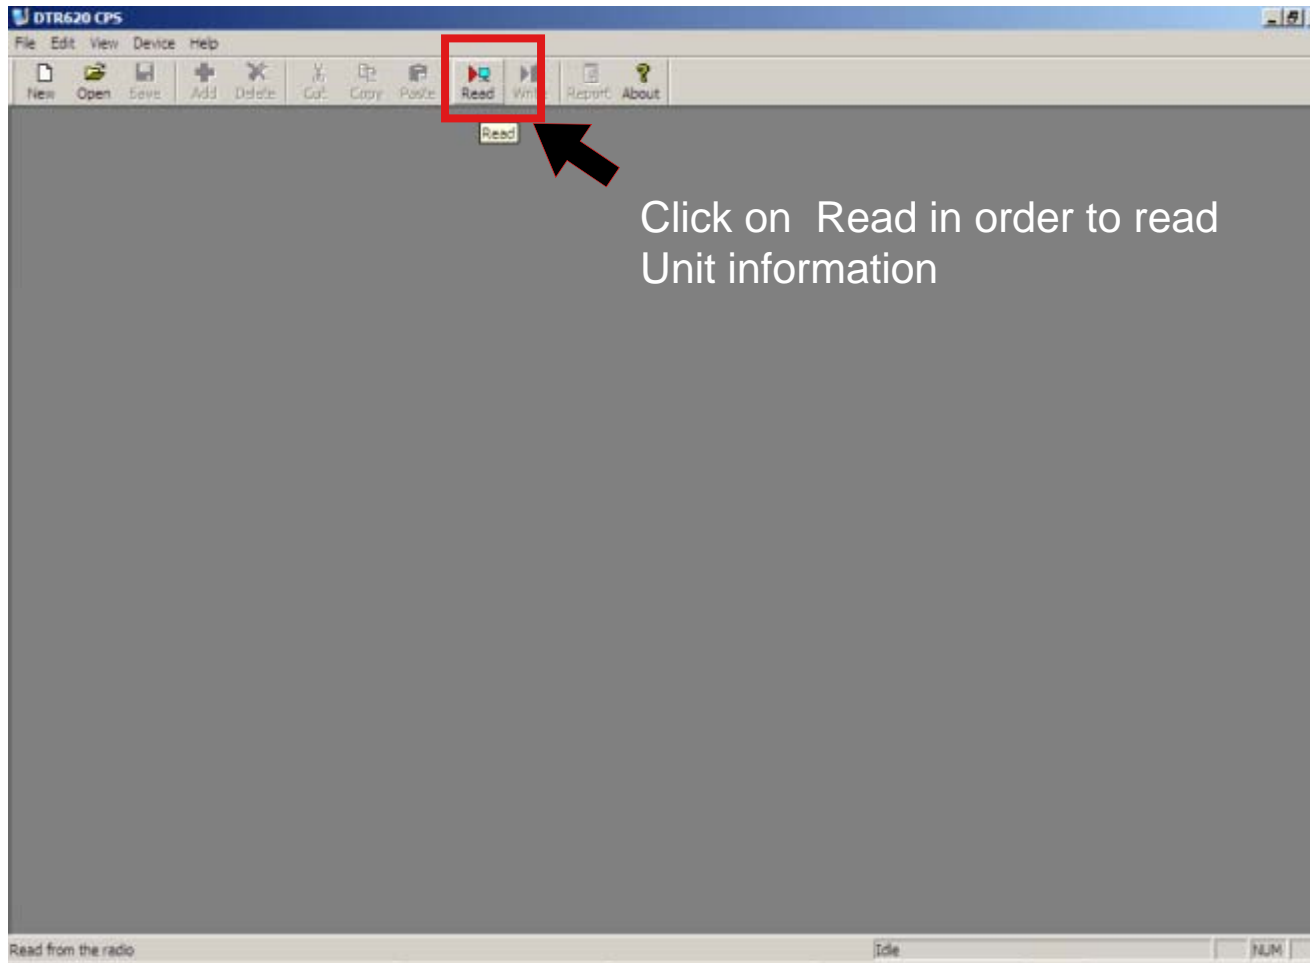 DTR620 CPS
File Edit View Device Help
New Open Save Add Delete Cut Copy Paste Read Write Report About
Read
Click on Read in order to read
Unit information
Read from the radio Idle NUM